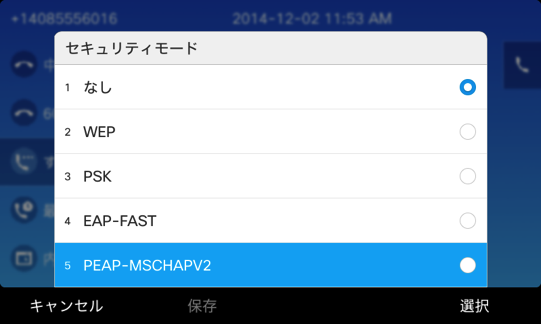 +14085556016 2014-12-02 11:53 AM
セキュリティモード
1 なし
2 WEP
3 PSK
4 EAP-FAST
5 PEAP-MSCHAPV2
キャンセル 保存 選択